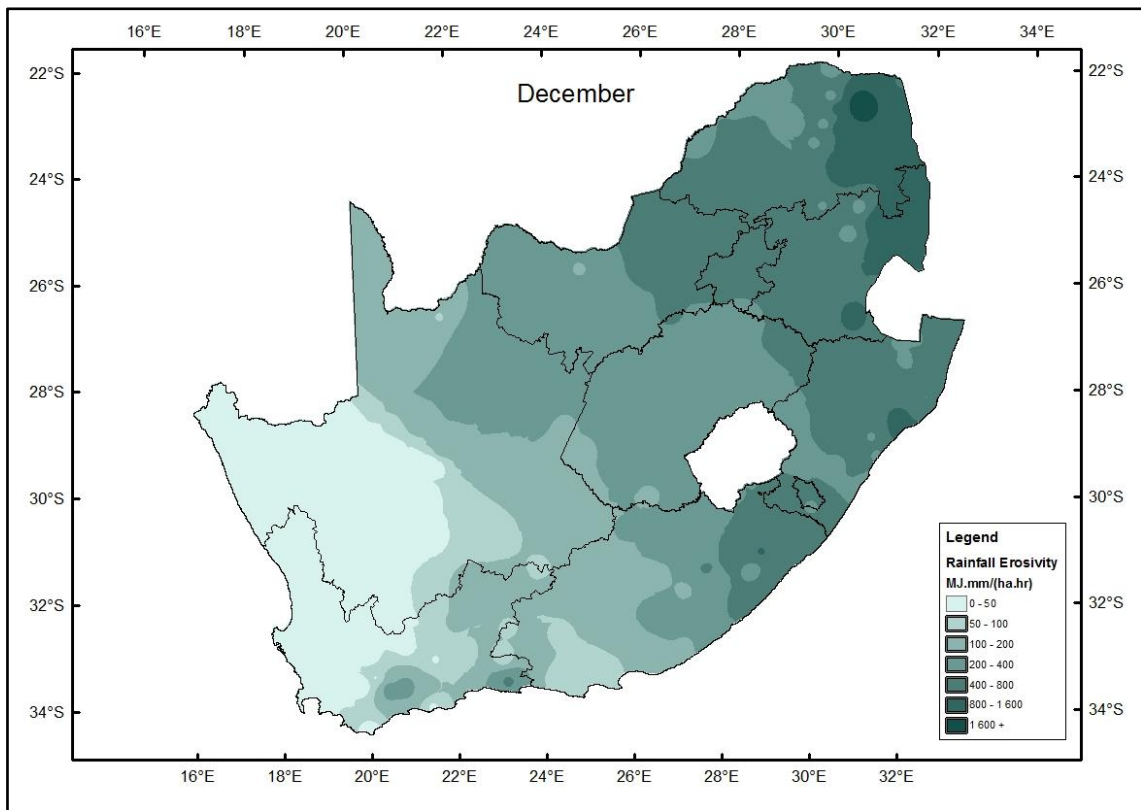 16°E 18°E 20°E 22°E 24°E 26°E 28°E 30°E 32°E 34°E
22°S 22°S
December
24°S 24°S
26°S 26°S
28°S 28°S
30°S 30°S
Legend
Rainfall Erosivity
MJ.mm/(ha.hr)
0 - 50
32°S 32°S
50 - 100
100 - 200
200 - 400
400 - 800
800 - 1 600
34°S 34°S
1 600 +
16°E 18°E 20°E 22°E 24°E 26°E 28°E 30°E 32°E